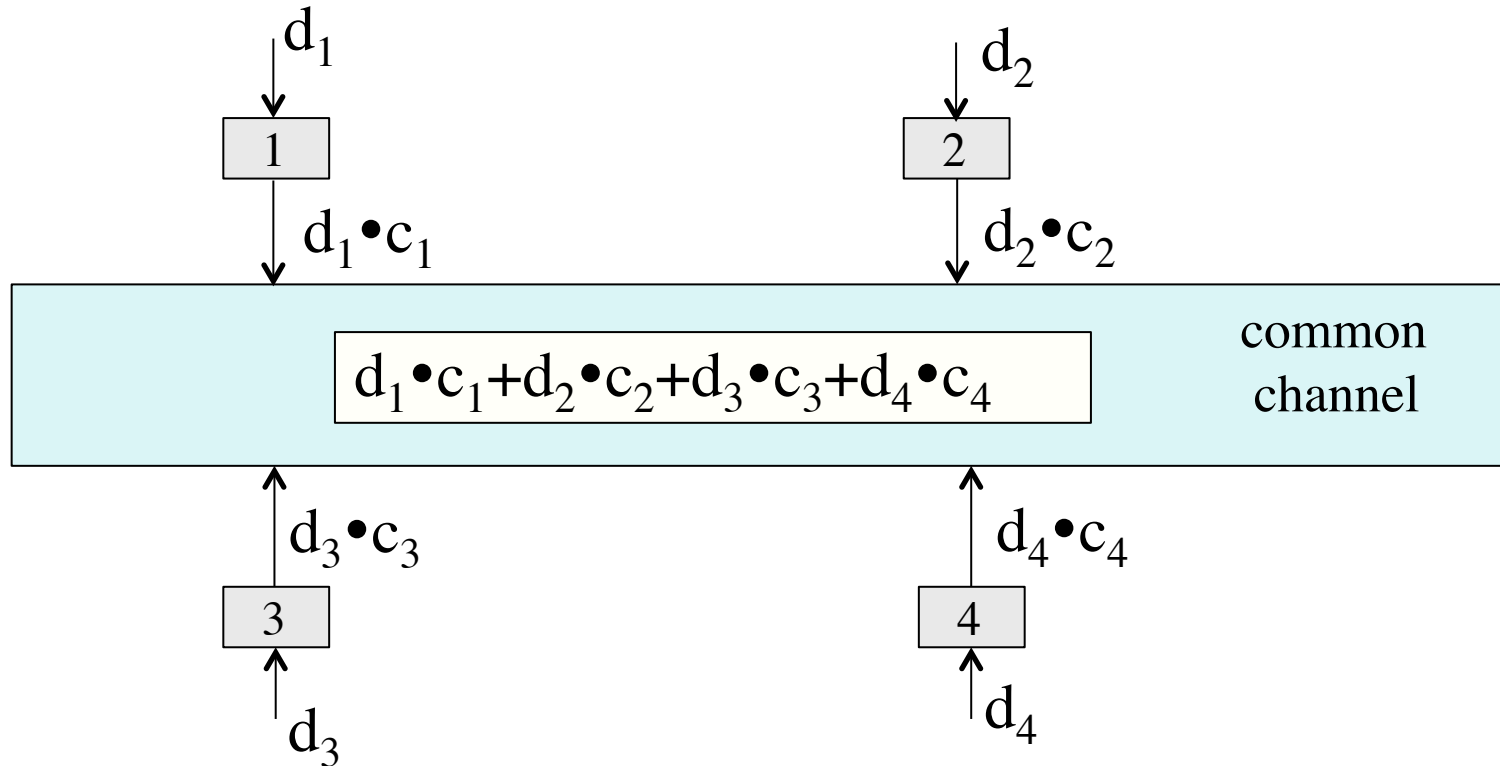 d₁
d₂
1
2
d₁•c₁
d₂•c₂
common
channel
d₁•c₁+d₂•c₂+d₃•c₃+d₄•c₄
d₃•c₃
d₄•c₄
3
4
d₃
d₄